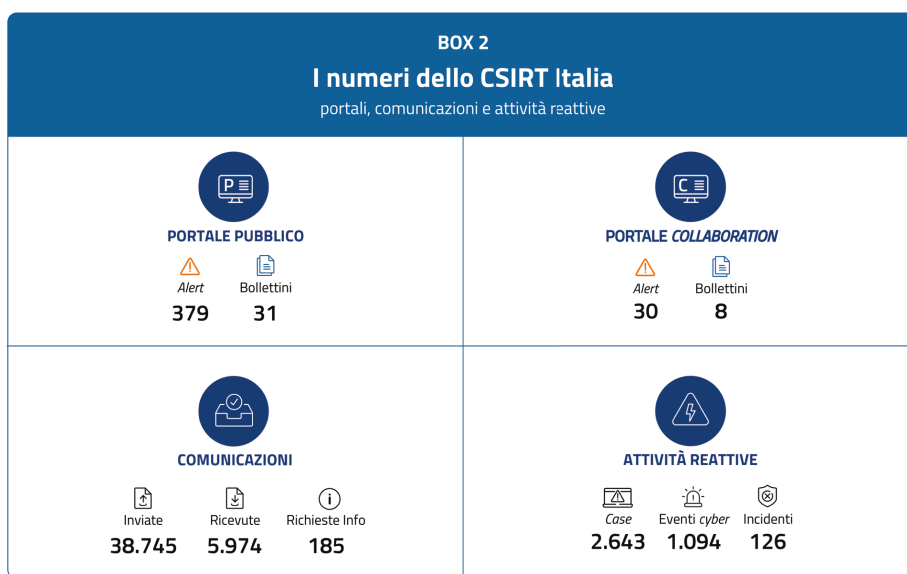 BOX 2
I numeri dello CSIRT Italia
portali, comunicazioni e attività reattive
P
PORTALE PUBBLICO
Alert Bollettini
379 31
C
PORTALE COLLABORATION
Alert Bollettini
30 8
COMUNICAZIONI
Inviate Ricevute Richieste Info
38.745 5.974 185
ATTIVITÀ REATTIVE
Case Eventi cyber Incidenti
2.643 1.094 126